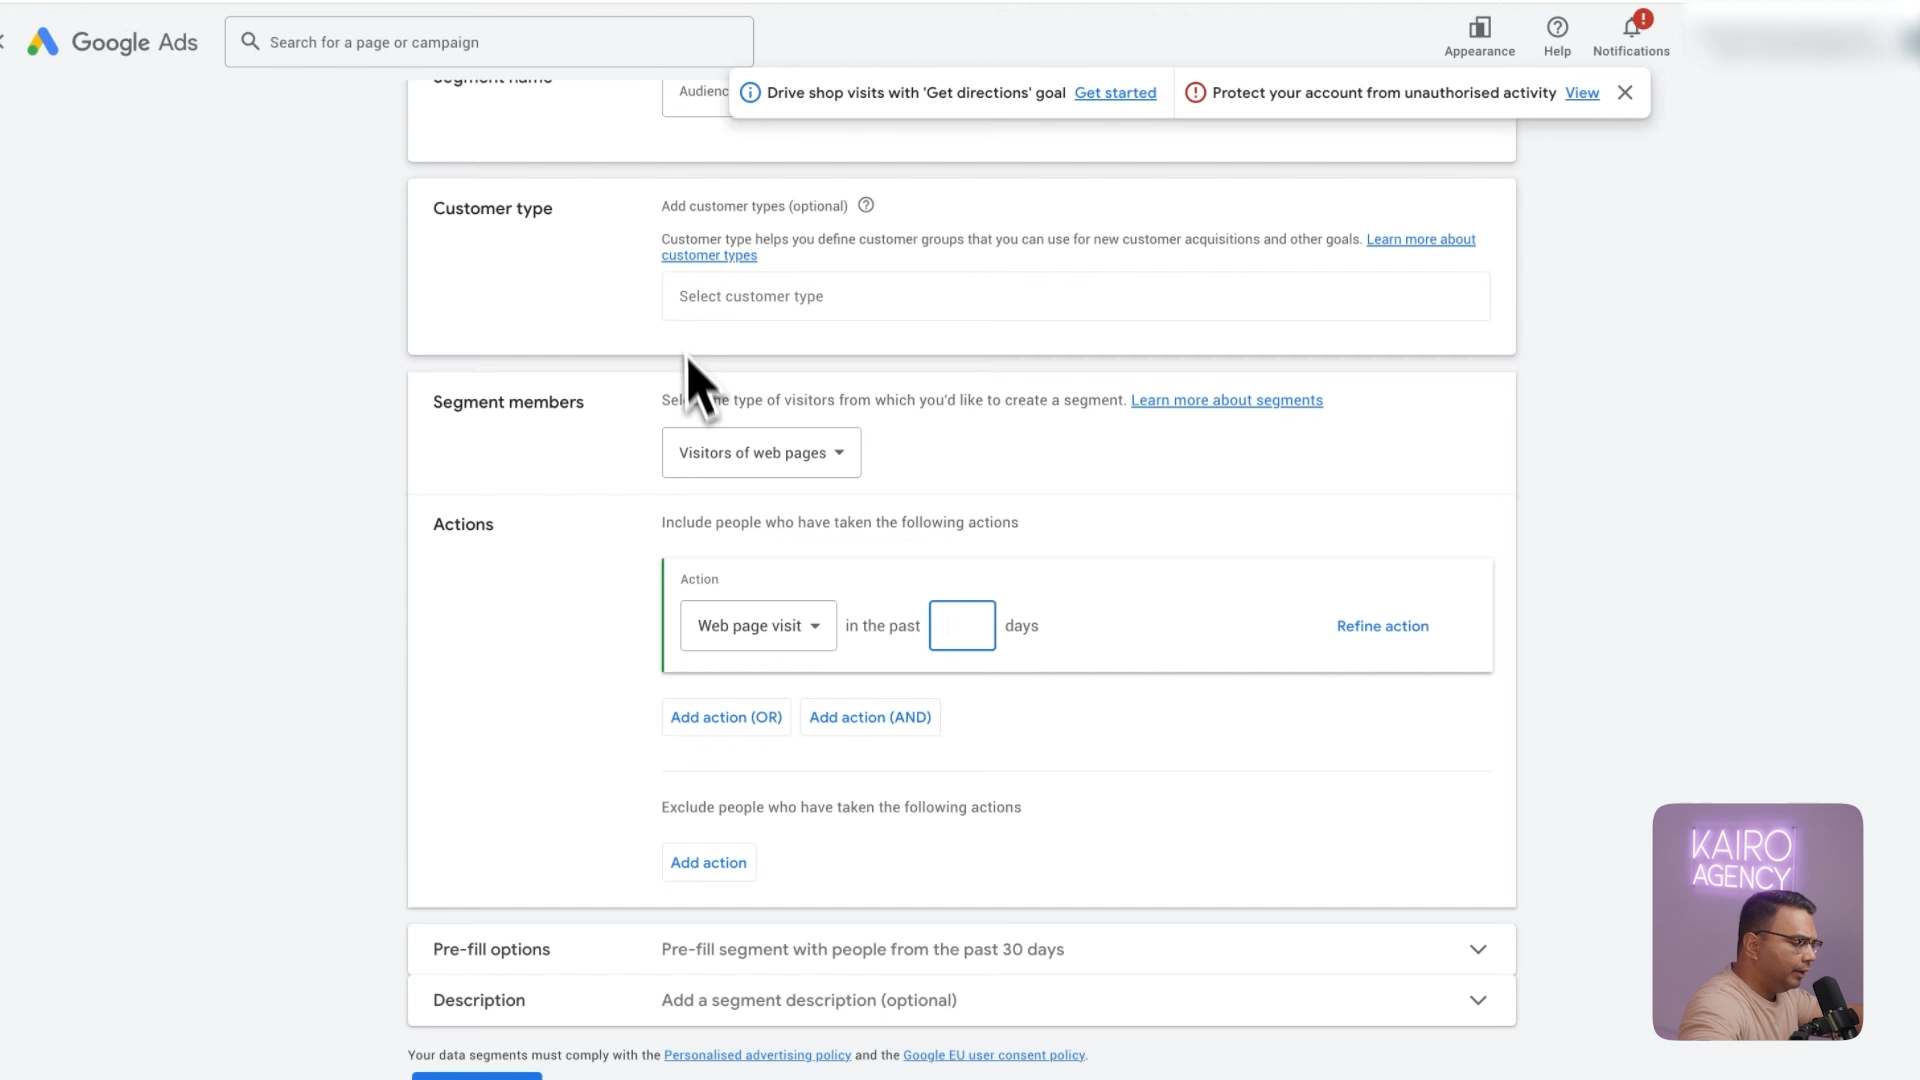 Google Ads
Search for a page or campaign
Appearance
Help
Notifications
Segment name
Audienc
Drive shop visits with 'Get directions' goal Get started
Protect your account from unauthorised activity View
Customer type
Add customer types (optional)
Customer type helps you define customer groups that you can use for new customer acquisitions and other goals. Learn more about
customer types
Select customer type
Segment members
Sel he type of visitors from which you'd like to create a segment. Learn more about segments
Visitors of web pages
Actions
Include people who have taken the following actions
Action
Web page visit in the past days
Refine action
Add action (OR) Add action (AND)
Exclude people who have taken the following actions
Add action
Pre-fill options Pre-fill segment with people from the past 30 days
Description Add a segment description (optional)
Your data segments must comply with the Personalised advertising policy and the Google EU user consent policy.
KAIRO
AGENCY